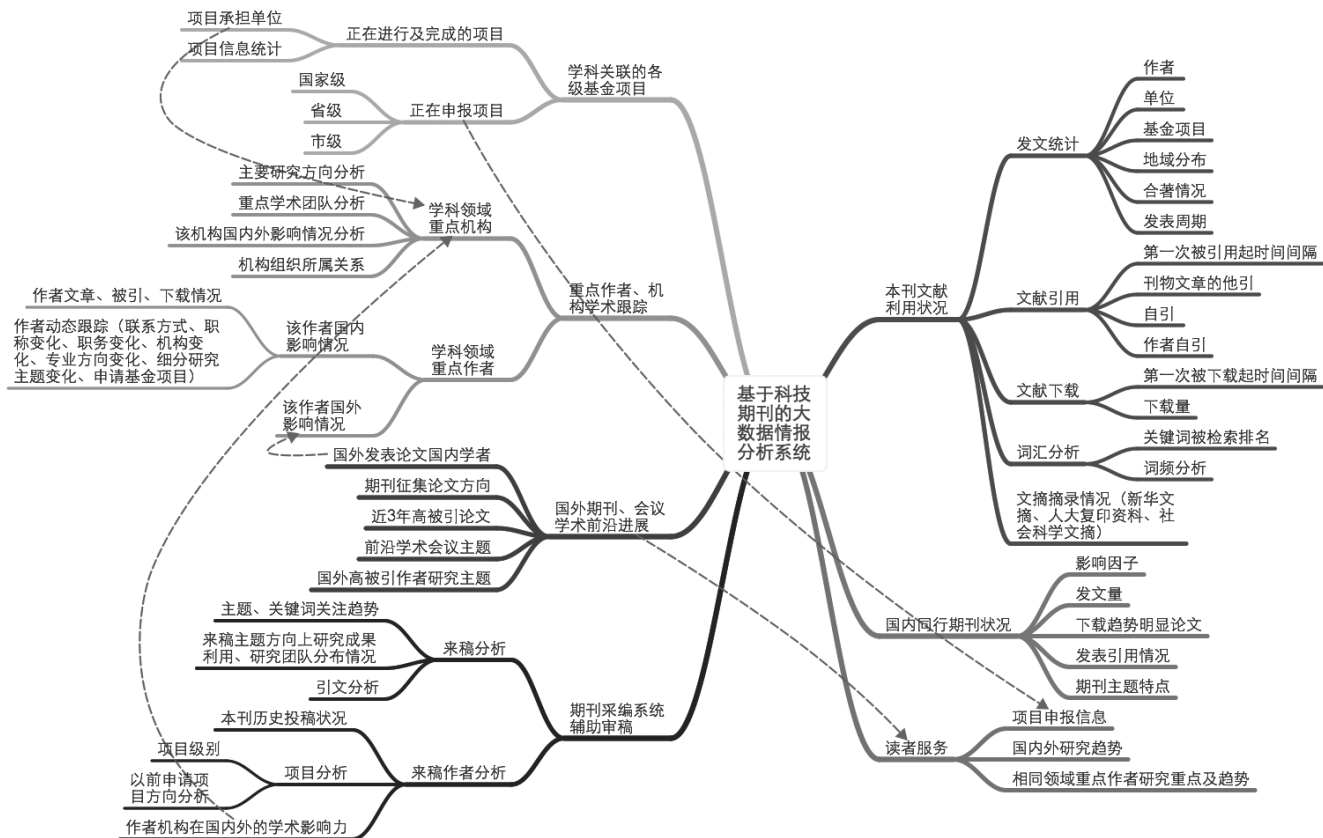 基于科技
期刊的大
数据情报
分析系统
学科关联的各
级基金项目
正在进行及完成的项目
项目承担单位
项目信息统计
正在申报项目
国家级
省级
市级
重点作者、机
构学术跟踪
学科领域
重点机构
主要研究方向分析
重点学术团队分析
该机构国内外影响情况分析
机构组织所属关系
学科领域
重点作者
该作者国内
影响情况
作者文章、被引、下载情况
作者动态跟踪（联系方式、职
称变化、职务变化、机构变
化、专业方向变化、细分研究
主题变化、申请基金项目）
该作者国外
影响情况
国外期刊、会议
学术前沿进展
国外发表论文国内学者
期刊征集论文方向
近3年高被引论文
前沿学术会议主题
国外高被引作者研究主题
期刊采编系统
辅助审稿
来稿分析
主题、关键词关注趋势
来稿主题方向上研究成果
利用、研究团队分布情况
引文分析
来稿作者分析
本刊历史投稿状况
项目分析
项目级别
以前申请项
目方向分析
作者机构在国内外的学术影响力
本刊文献
利用状况
发文统计
作者
单位
基金项目
地域分布
合著情况
发表周期
文献引用
第一次被引用起时间间隔
刊物文章的他引
自引
作者自引
文献下载
第一次被下载起时间间隔
下载量
词汇分析
关键词被检索排名
词频分析
文摘摘录情况（新华文
摘、人大复印资料、社
会科学文摘）
国内同行期刊状况
影响因子
发文量
下载趋势明显论文
发表引用情况
期刊主题特点
读者服务
项目申报信息
国内外研究趋势
相同领域重点作者研究重点及趋势